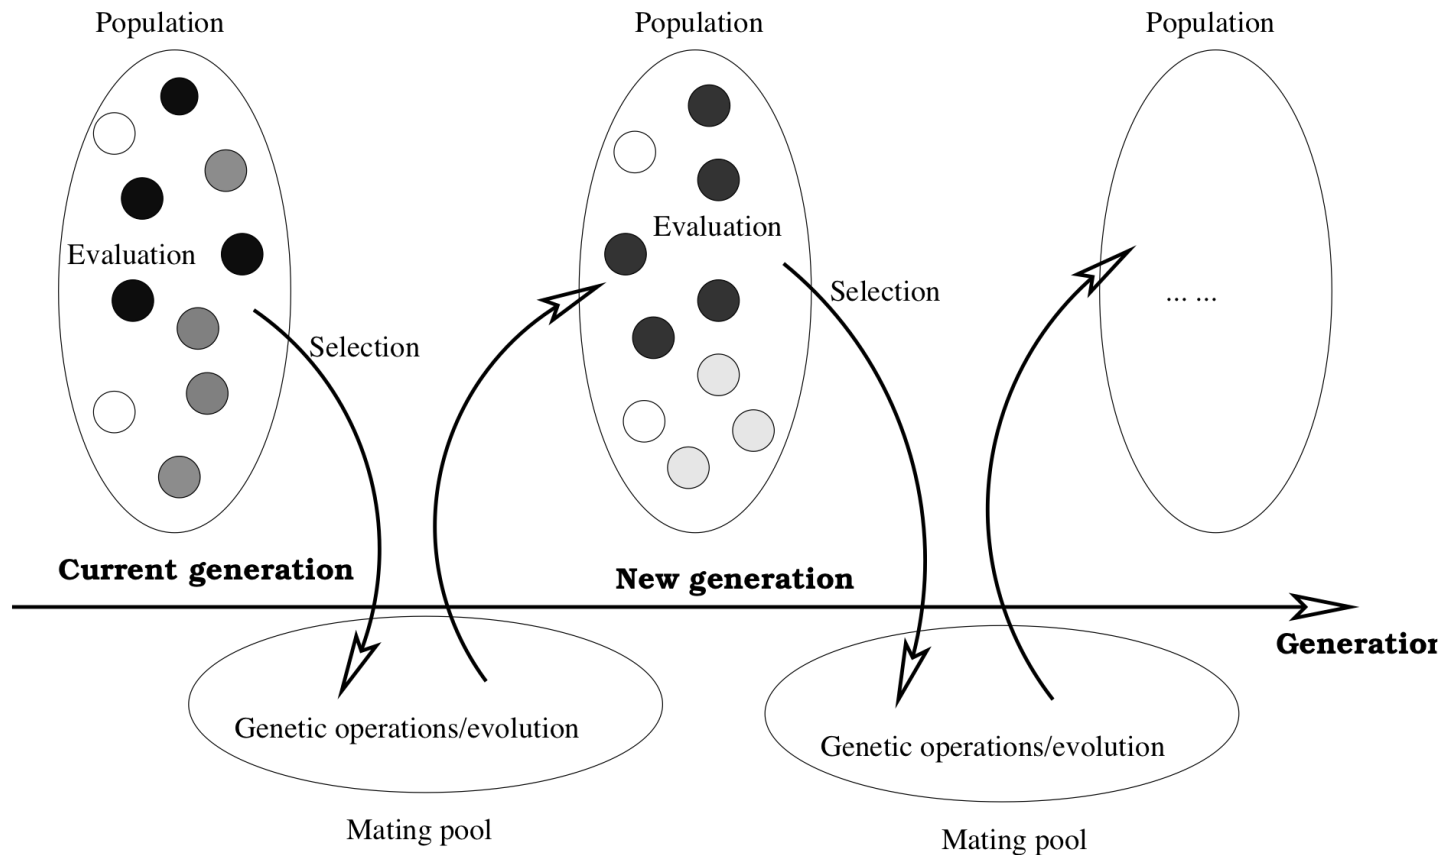 Population
Population
Population
Evaluation
Evaluation
Selection
Selection
... ...
Current generation
New generation
Generation
Genetic operations/evolution
Genetic operations/evolution
Mating pool
Mating pool